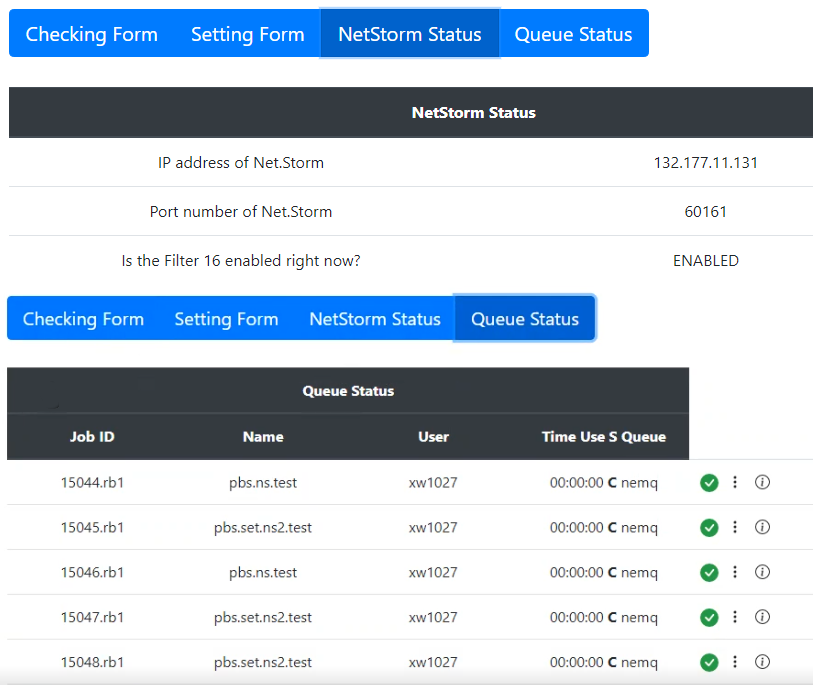 Checking Form Setting Form NetStorm Status Queue Status
NetStorm Status
IP address of Net.Storm 132.177.11.131
Port number of Net.Storm 60161
Is the Filter 16 enabled right now? ENABLED
Checking Form Setting Form NetStorm Status Queue Status
Queue Status
Job ID Name User Time Use S Queue
15044.rb1 pbs.ns.test xw1027 00:00:00 C nemq
15045.rb1 pbs.set.ns2.test xw1027 00:00:00 C nemq
15046.rb1 pbs.ns.test xw1027 00:00:00 C nemq
15047.rb1 pbs.set.ns2.test xw1027 00:00:00 C nemq
15048.rb1 pbs.set.ns2.test xw1027 00:00:00 C nemq